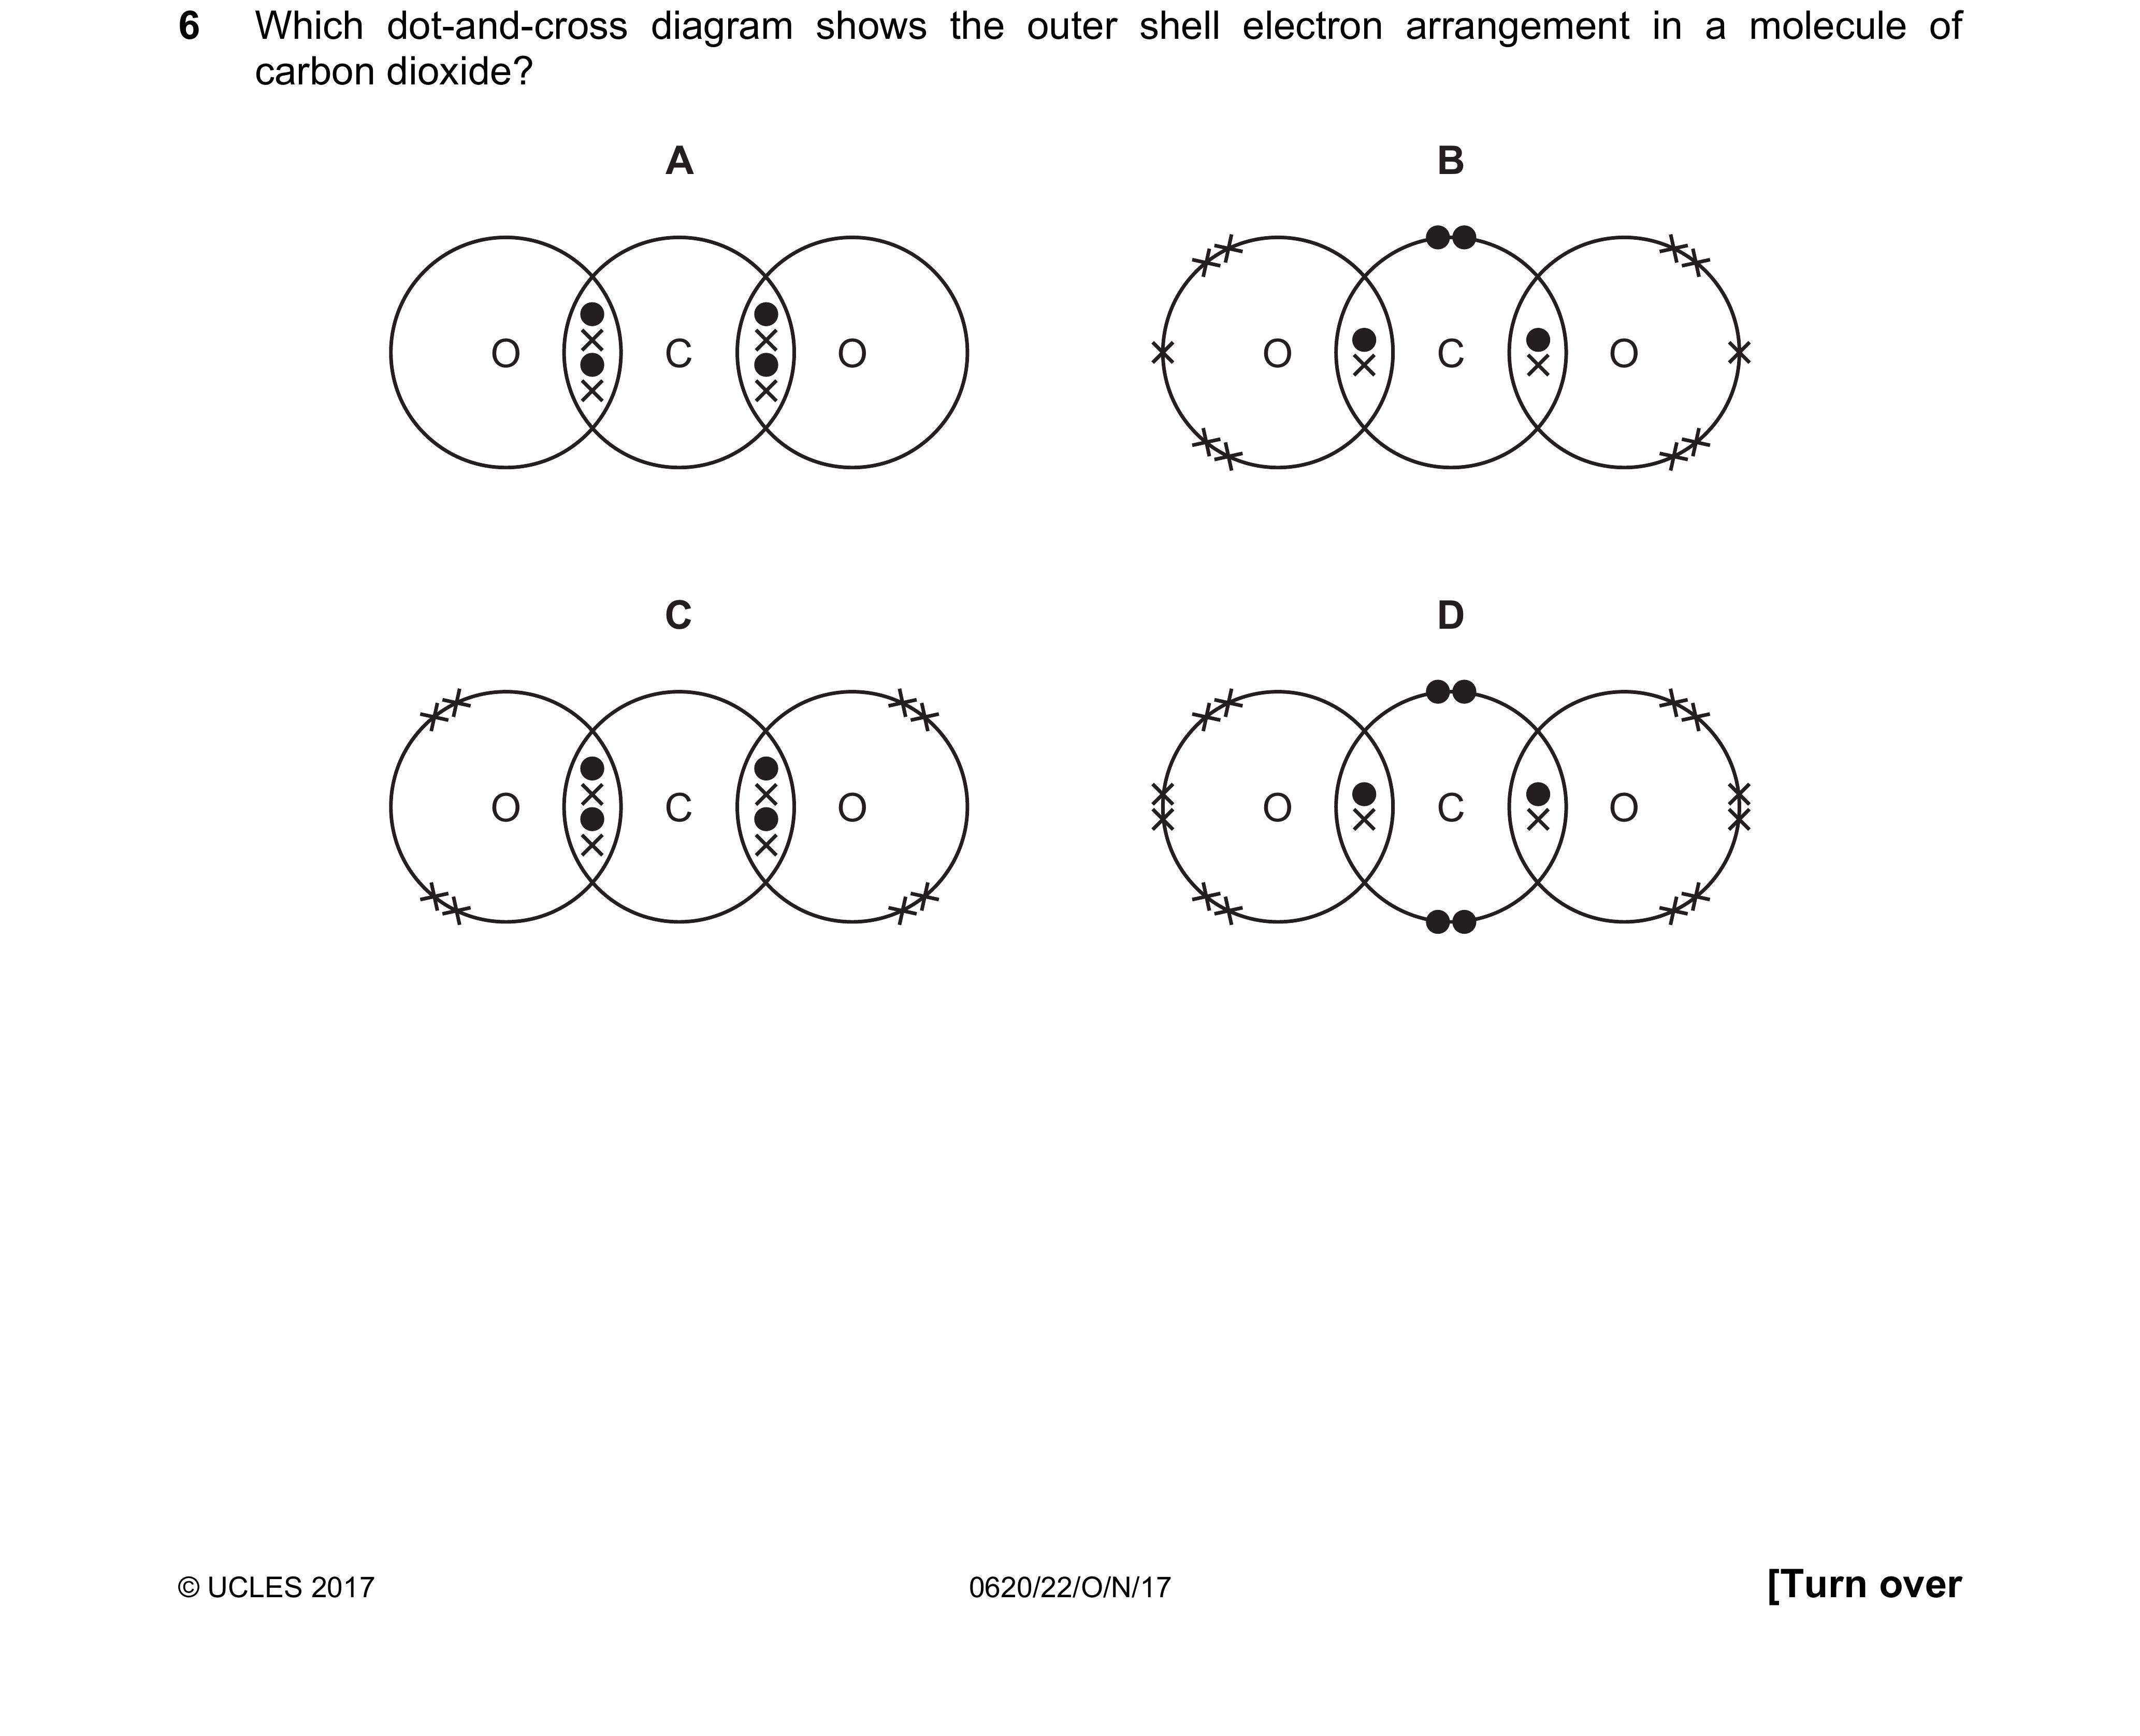 6 Which dot-and-cross diagram shows the outer shell electron arrangement in a molecule of
carbon dioxide?
A B
O C O O C O
C D
O C O O C O
© UCLES 2017 0620/22/O/N/17 [Turn over